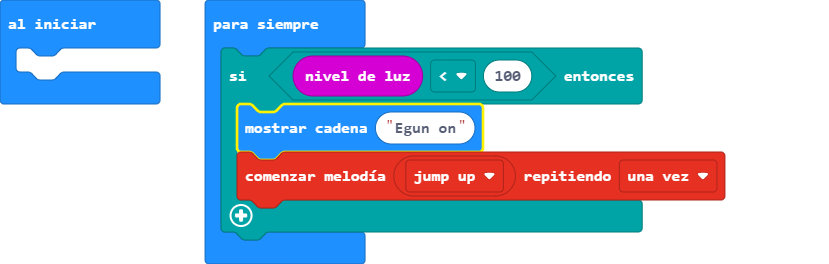 al iniciar
para siempre
si nivel de luz < 100 entonces
mostrar cadena "Egun on"
comenzar melodía jump up repitiendo una vez